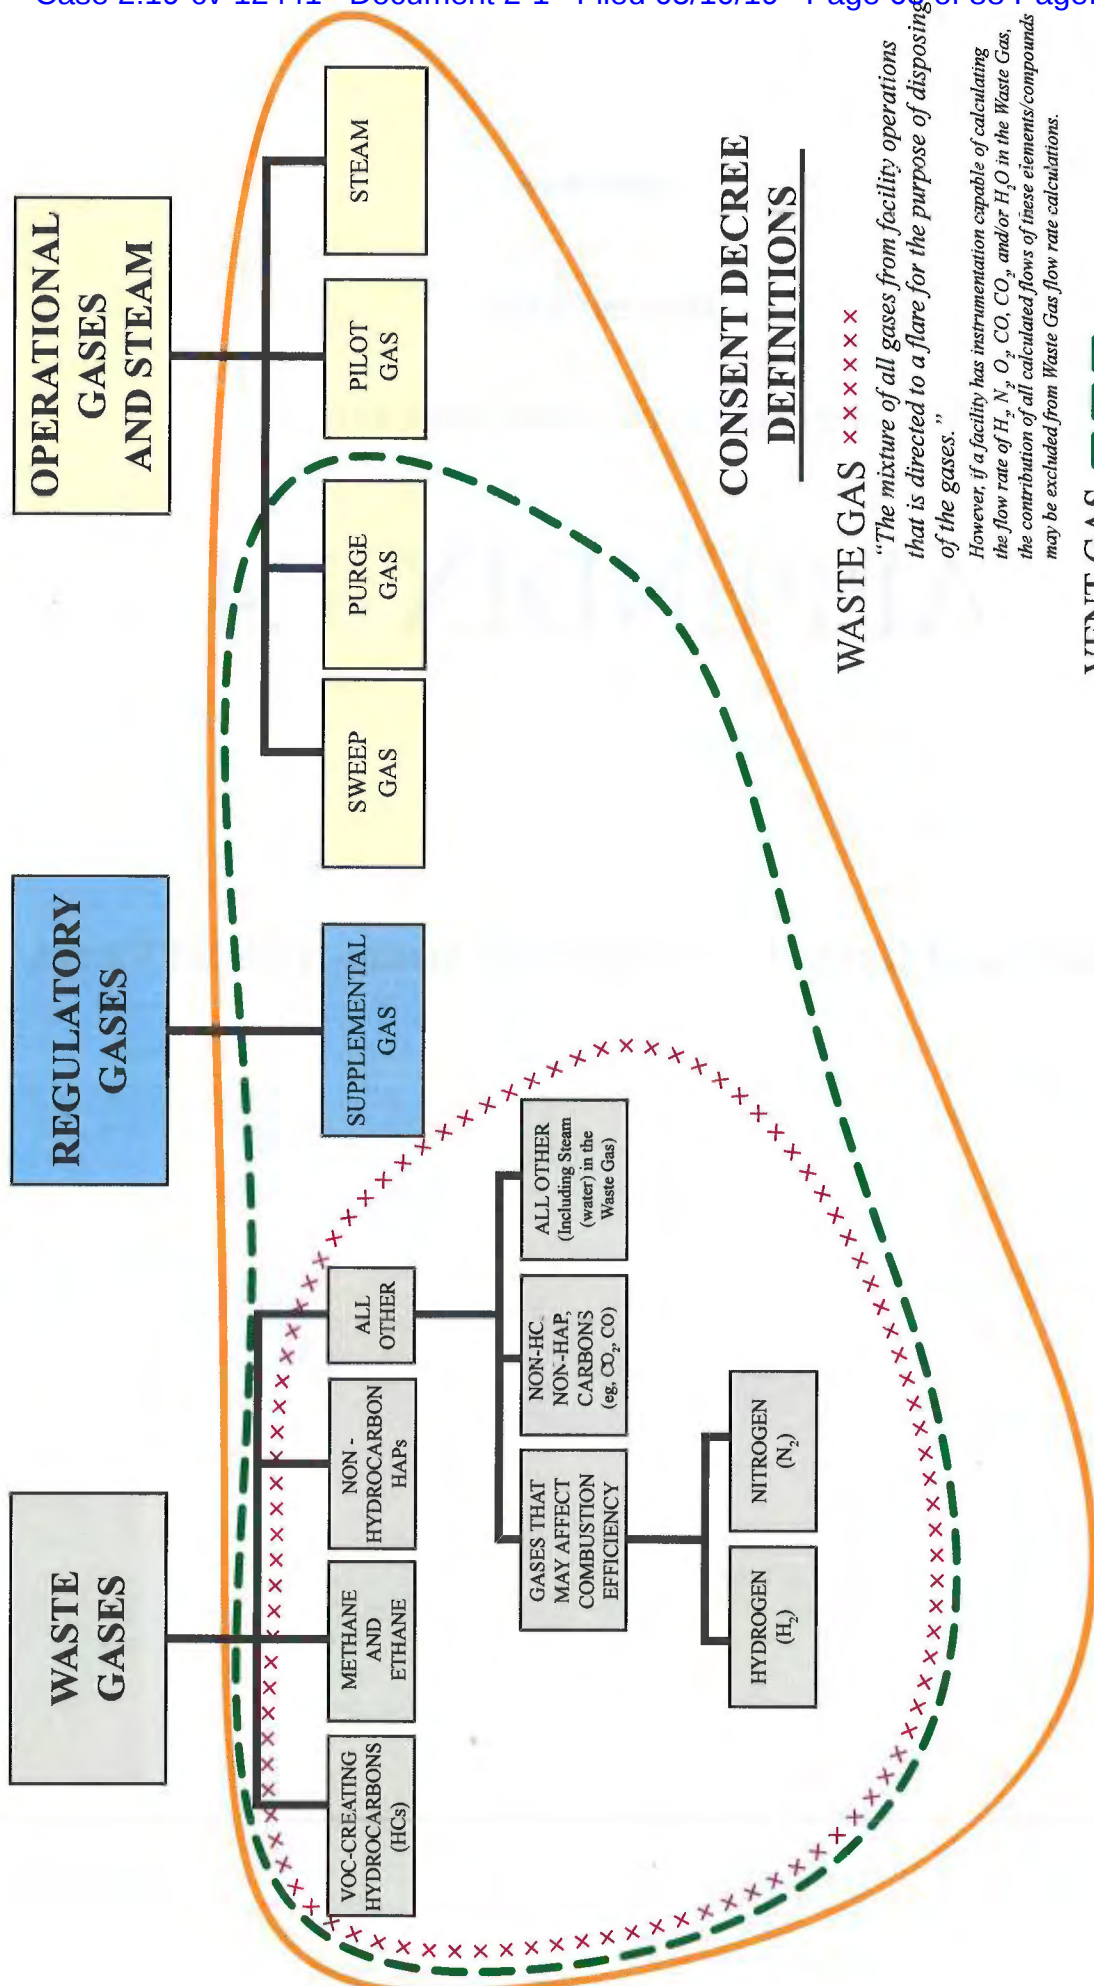 WASTE
GASES
REGULATORY
GASES
OPERATIONAL
GASES
AND STEAM
VOC-CREATING
HYDROCARBONS
(HCs)
METHANE
AND
ETHANE
NON -
HYDROCARBON
HAPs
ALL
OTHER
SUPPLEMENTAL
GAS
SWEEP
GAS
PURGE
GAS
PILOT
GAS
STEAM
GASES THAT
MAY AFFECT
COMBUSTION
EFFICIENCY
NON-HC,
NON-HAP,
CARBONS
(eg, CO₂, CO)
ALL OTHER
(Including Steam
(water) in the
Waste Gas)
HYDROGEN
(H₂)
NITROGEN
(N₂)
CONSENT DECREE
DEFINITIONS
WASTE GAS × × × × × ×
“The mixture of all gases from facility operations
that is directed to a flare for the purpose of disposing
of the gases.”
However, if a facility has instrumentation capable of calculating
the flow rate of H₂, N₂, O₂, CO, CO₂, and/or H₂O in the Waste Gas,
the contribution of all calculated flows of these elements/compounds
may be excluded from Waste Gas flow rate calculations.
VENT GAS